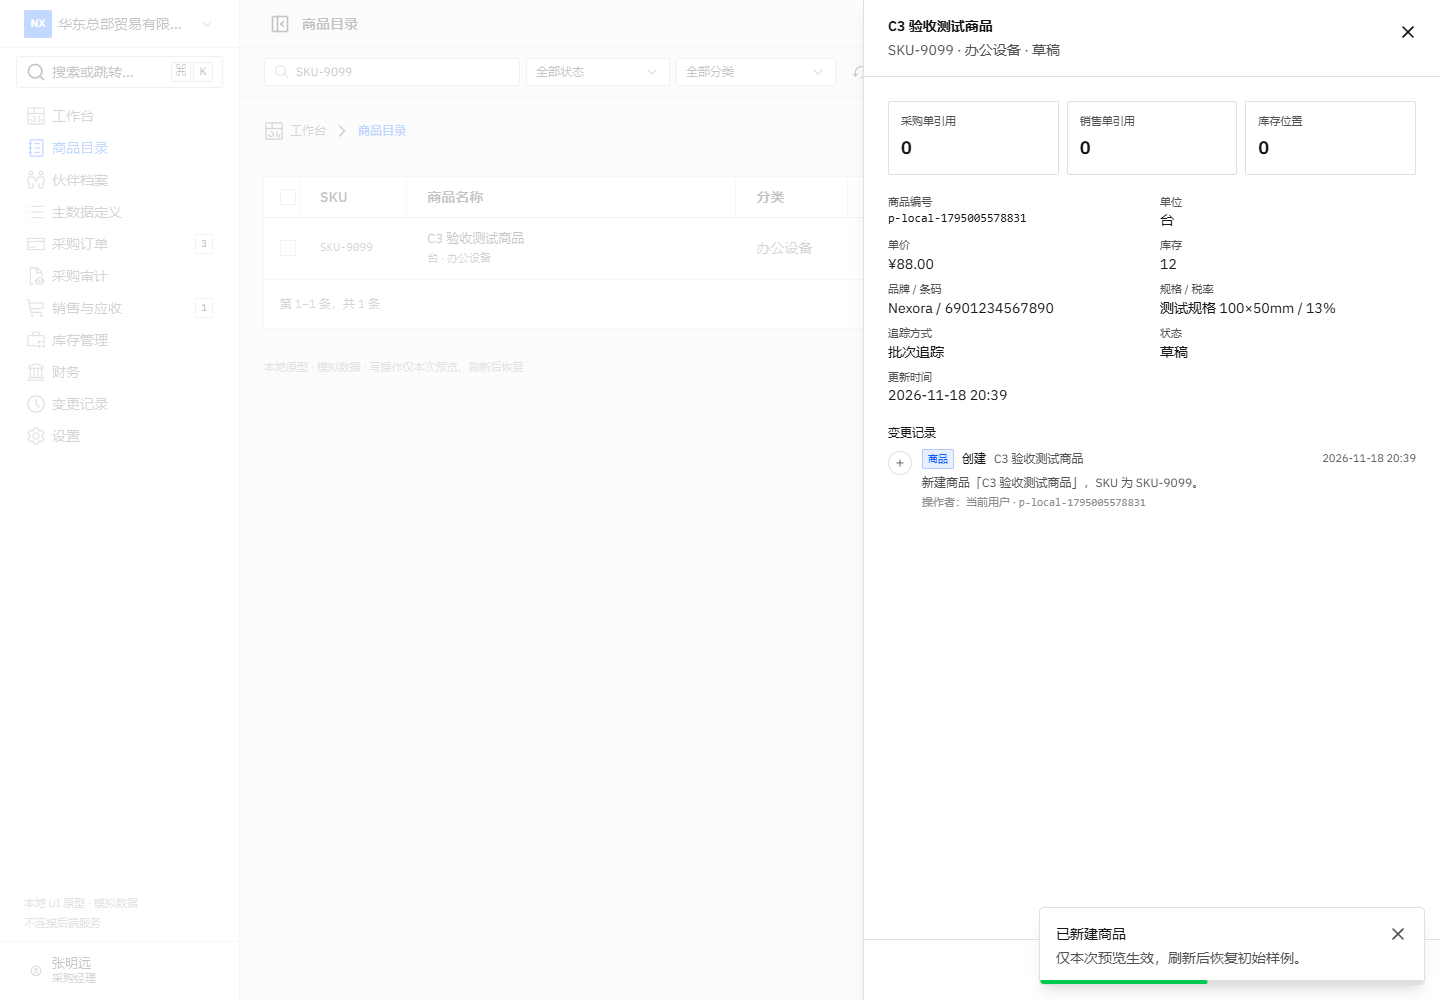 NX 华东总部贸易有限...
搜索或跳转... ⌘ K
工作台
商品目录
伙伴档案
主数据定义
采购订单 3
采购审计
销售与应收 1
库存管理
财务
变更记录
设置
本地 UI 原型 · 模拟数据
不连接后端服务
张明远
采购经理
商品目录
SKU-9099 全部状态 全部分类
工作台 商品目录
SKU 商品名称 分类
SKU-9099 C3 验收测试商品 办公设备
台 · 办公设备
第 1–1 条，共 1 条
本地原型 · 模拟数据 · 写操作仅本次预览，刷新后恢复
C3 验收测试商品
SKU-9099 · 办公设备 · 草稿
采购单引用 销售单引用 库存位置
0 0 0
商品编号 单位
p-local-1795005578831 台
单价 库存
¥88.00 12
品牌 / 条码 规格 / 税率
Nexora / 6901234567890 测试规格 100×50mm / 13%
追踪方式 状态
批次追踪 草稿
更新时间
2026-11-18 20:39
变更记录
商品 创建 C3 验收测试商品 2026-11-18 20:39
新建商品「C3 验收测试商品」，SKU 为 SKU-9099。
操作者：当前用户 · p-local-1795005578831
已新建商品
仅本次预览生效，刷新后恢复初始样例。